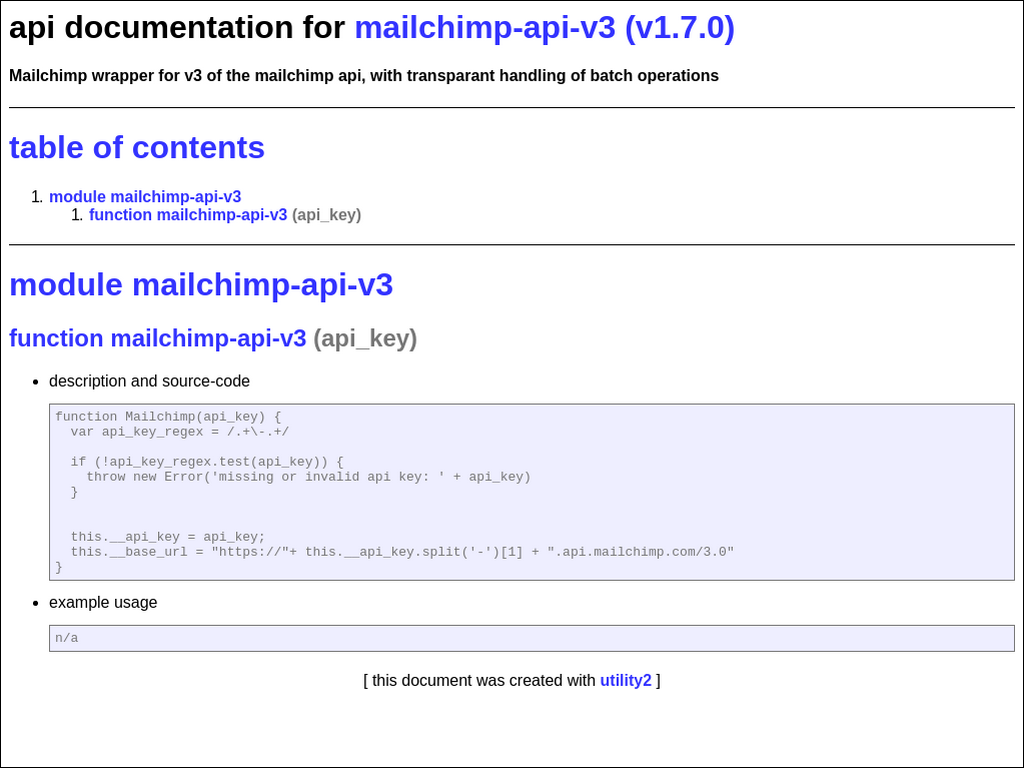 api documentation for mailchimp-api-v3 (v1.7.0)
Mailchimp wrapper for v3 of the mailchimp api, with transparant handling of batch operations
table of contents
1. module mailchimp-api-v3
1. function mailchimp-api-v3 (api_key)
module mailchimp-api-v3
function mailchimp-api-v3 (api_key)
• description and source-code
function Mailchimp(api_key) {
  var api_key_regex = /.+\-.+/
  if (!api_key_regex.test(api_key)) {
    throw new Error('missing or invalid api key: ' + api_key)
  }
  this.__api_key = api_key;
  this.__base_url = "https://"+ this.__api_key.split('-')[1] + ".api.mailchimp.com/3.0"
}
• example usage
n/a
[ this document was created with utility2 ]